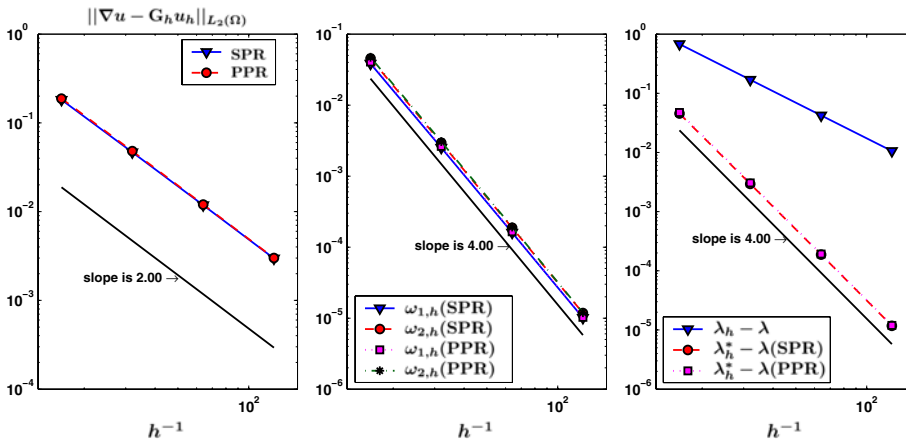 ||∇u − G_h u_h||_{L_2(Ω)}
10^0
10^{-1}
10^{-2}
10^{-3}
10^{-4}
SPR
PPR
slope is 2.00 →
10^2
h^{-1}
10^0
10^{-1}
10^{-2}
10^{-3}
10^{-4}
10^{-5}
10^{-6}
slope is 4.00 →
ω_{1,h}(SPR)
ω_{2,h}(SPR)
ω_{1,h}(PPR)
ω_{2,h}(PPR)
10^2
h^{-1}
10^0
10^{-1}
10^{-2}
10^{-3}
10^{-4}
10^{-5}
10^{-6}
slope is 4.00 →
λ_h − λ
λ_h^* − λ(SPR)
λ_h^* − λ(PPR)
10^2
h^{-1}